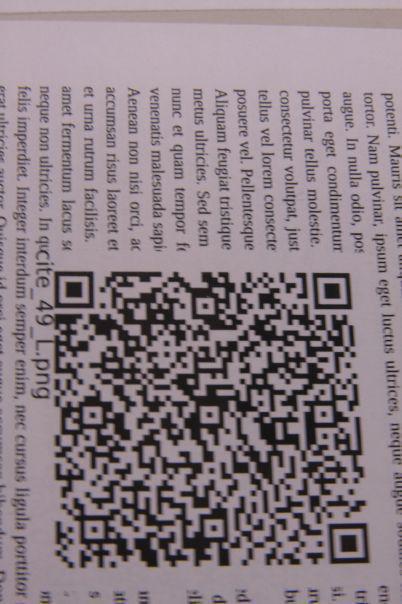 potenti. Mauris sit amet
tortor. Nam pulvinar, ipsum eget luctus ultrices, neque augue
augue. In nulla odio, pos
porta eget condimentum
pulvinar tellus molestie.
consectetur volutpat, just
tellus vel lorem consecte
posuere vel. Pellentesque
Aliquam feugiat tristique
metus ultricies. Sed sem
nunc et quam tempor
venenatis malesuada sapi
Aenean non nisi orci, ac
accumsan risus laoreet et
et urna rutrum facilisis.
amet fermentum lacus
neque non ultricies. In
cite_49_L.png
felis imperdiet. Integer interdum semper enim, nec cursus ligula porttitor